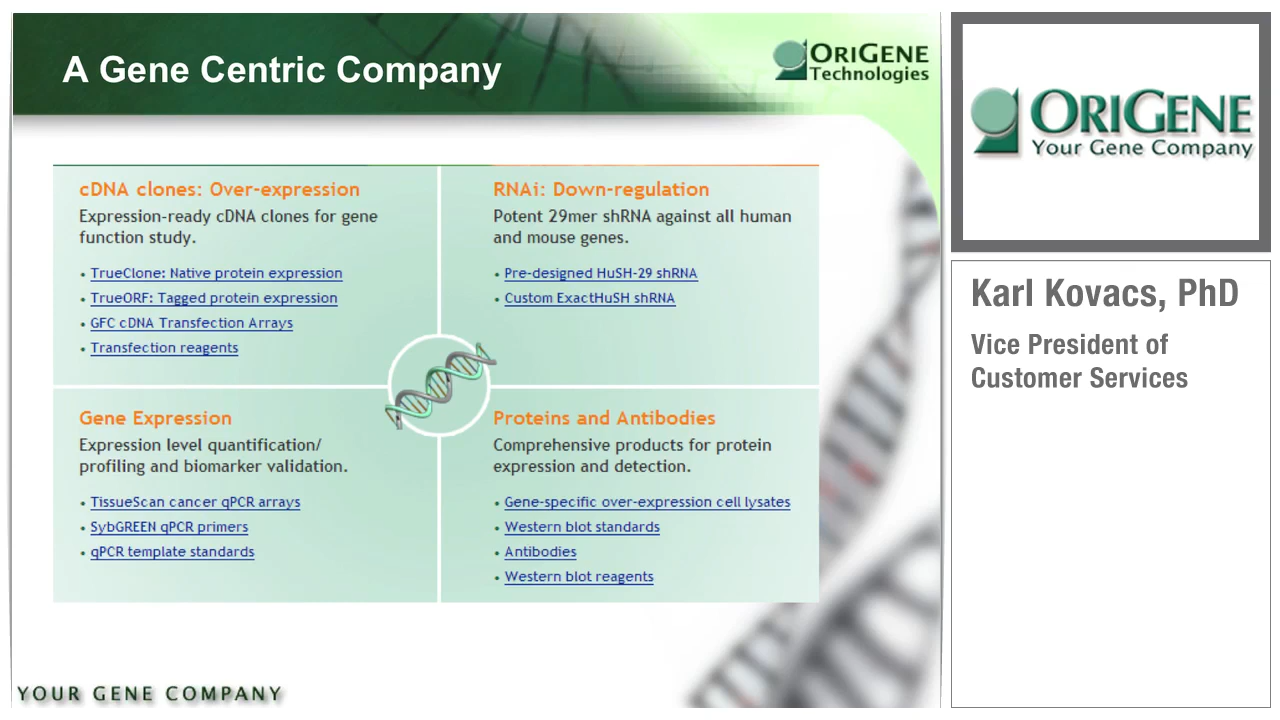 A Gene Centric Company
ORIGENE
Technologies
cDNA clones: Over-expression
Expression-ready cDNA clones for gene
function study.
• TrueClone: Native protein expression
• TrueORF: Tagged protein expression
• GFC cDNA Transfection Arrays
• Transfection reagents
RNAi: Down-regulation
Potent 29mer shRNA against all human
and mouse genes.
• Pre-designed HuSH-29 shRNA
• Custom ExactHuSH shRNA
Gene Expression
Expression level quantification/
profiling and biomarker validation.
• TissueScan cancer qPCR arrays
• SybGREEN qPCR primers
• qPCR template standards
Proteins and Antibodies
Comprehensive products for protein
expression and detection.
• Gene-specific over-expression cell lysates
• Western blot standards
• Antibodies
• Western blot reagents
YOUR GENE COMPANY
ORIGENE
Your Gene Company
Karl Kovacs, PhD
Vice President of
Customer Services